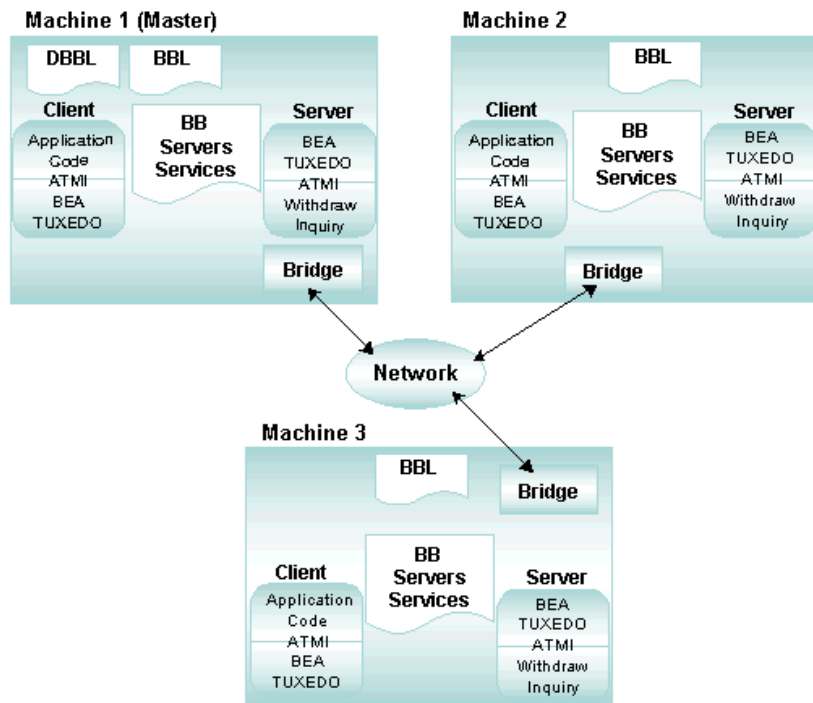 Machine 1 (Master)
DBBL
BBL
Client
Application
Code
ATMI
BEA
TUXEDO
BB
Servers
Services
Server
BEA
TUXEDO
ATMI
Withdraw
Inquiry
Bridge
Machine 2
BBL
Client
Application
Code
ATMI
BEA
TUXEDO
BB
Servers
Services
Server
BEA
TUXEDO
ATMI
Withdraw
Inquiry
Bridge
Network
Machine 3
BBL
Bridge
Client
Application
Code
ATMI
BEA
TUXEDO
BB
Servers
Services
Server
BEA
TUXEDO
ATMI
Withdraw
Inquiry